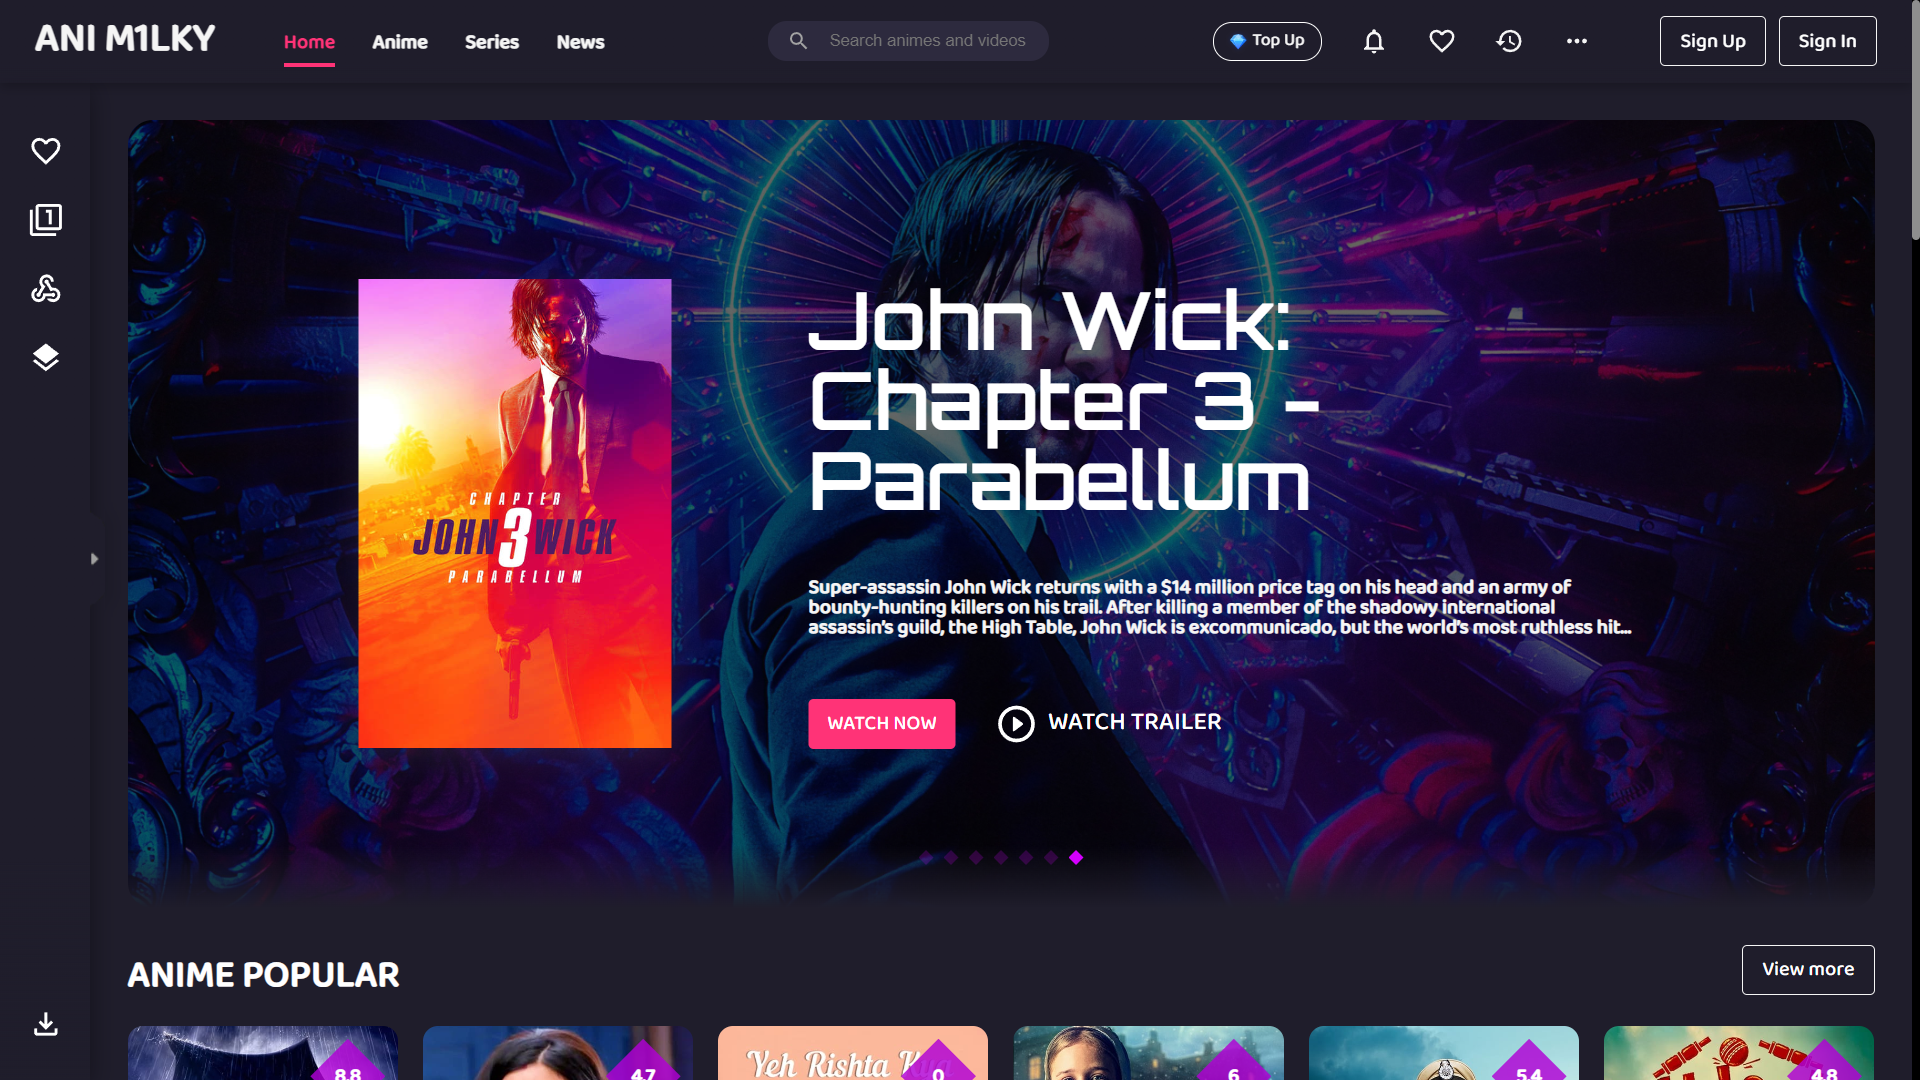 ANI M1LKY
Home
Anime
Series
News
Search animes and videos
Top Up
Sign Up
Sign In
1
CHAPTER
JOHN 3 WICK
PARABELLUM
John Wick:
Chapter 3 -
Parabellum
Super-assassin John Wick returns with a $14 million price tag on his head and an army of
bounty-hunting killers on his trail. After killing a member of the shadowy international
assassin's guild, the High Table, John Wick is excommunicado, but the world's most ruthless hit...
WATCH NOW
WATCH TRAILER
ANIME POPULAR
View more
8.8
4.7
Yeh Rishta
0
6
5.4
4.8